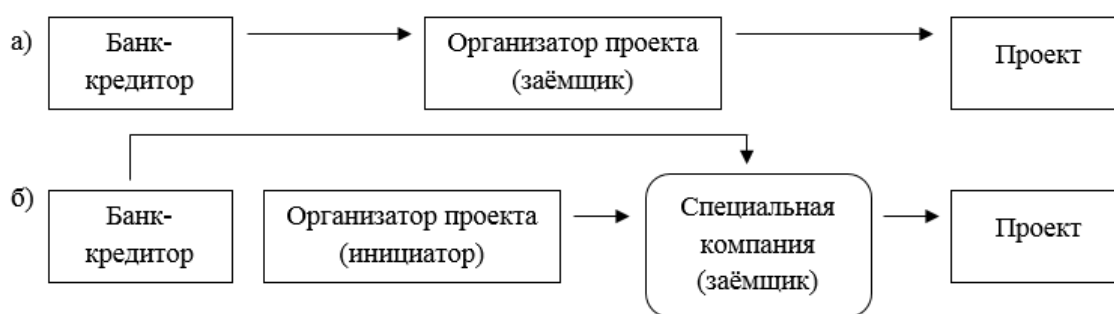 а)
Банк-
кредитор
Организатор проекта
(заёмщик)
Проект
б)
Банк-
кредитор
Организатор проекта
(инициатор)
Специальная
компания
(заёмщик)
Проект